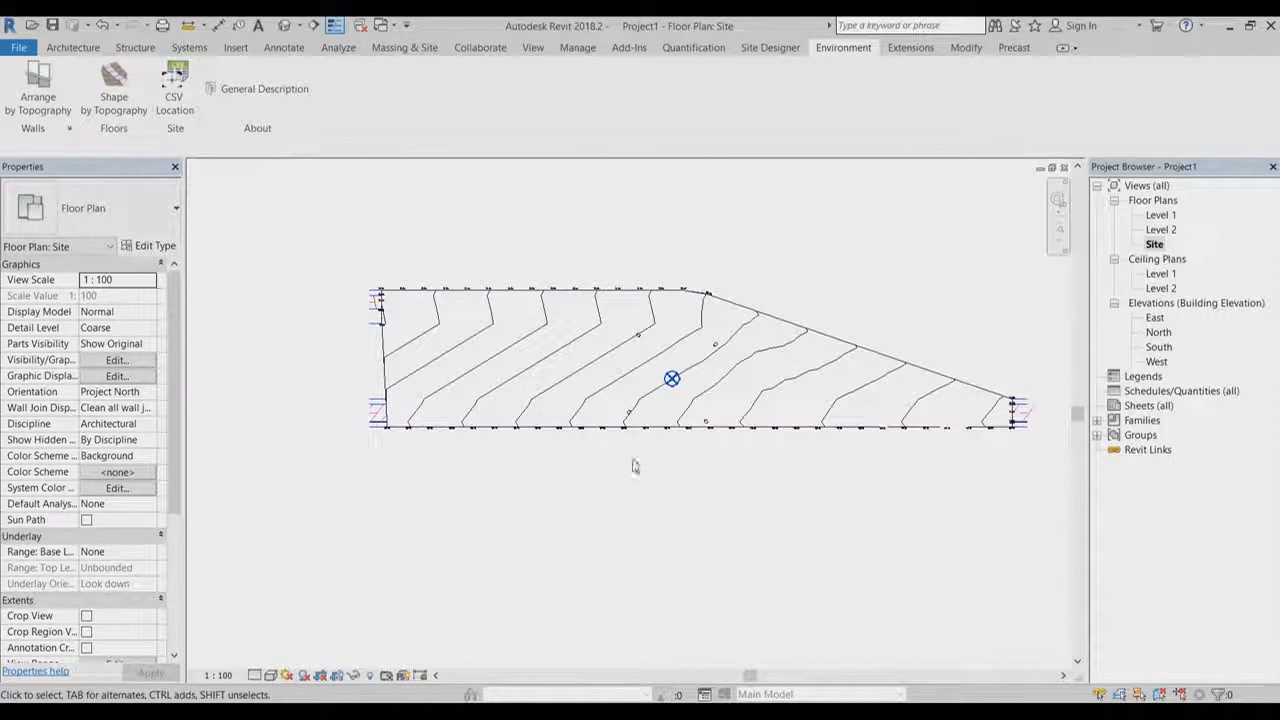 Autodesk Revit 2018.2 - Project1 - Floor Plan: Site
Type a keyword or phrase
Sign In
File Architecture Structure Systems Insert Annotate Analyze Massing & Site Collaborate View Manage Add-Ins Quantification Site Designer Environment Extensions Modify Precast
Arrange
by Topography
Shape
by Topography
CSV
Location
General Description
Walls
Floors
Site
About
Properties
Floor Plan
Floor Plan: Site
Edit Type
Graphics
View Scale 1 : 100
Scale Value 1: 100
Display Model Normal
Detail Level Coarse
Parts Visibility Show Original
Visibility/Grap... Edit...
Graphic Displa... Edit...
Orientation Project North
Wall Join Disp... Clean all wall j...
Discipline Architectural
Show Hidden ... By Discipline
Color Scheme ... Background
Color Scheme <none>
System Color ... Edit...
Default Analys... None
Sun Path
Underlay
Range: Base L... None
Range: Top Le... Unbounded
Underlay Orie... Look down
Extents
Crop View
Crop Region V...
Annotation Cr...
Properties help
Apply
1 : 100
Click to select, TAB for alternates, CTRL adds, SHIFT unselects.
:0
Main Model
:0
Project Browser - Project1
Views (all)
Floor Plans
Level 1
Level 2
Site
Ceiling Plans
Level 1
Level 2
Elevations (Building Elevation)
East
North
South
West
Legends
Schedules/Quantities (all)
Sheets (all)
Families
Groups
Revit Links